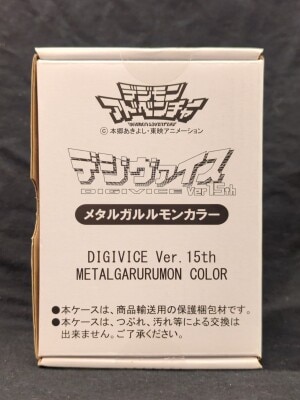 デジモン
アドベンチャー
DIGIMON ADVENTURE
© 本郷あきよし・東映アニメーション
デジヴァイス
DIGIVICE Ver 15th
メタルガルルモンカラー
DIGIVICE Ver. 15th
METALGARURUMON COLOR
●本ケースは、商品輸送用の保護梱包材です。
●本ケースは、つぶれ、汚れ等による交換は
出来ません。ご了承ください。